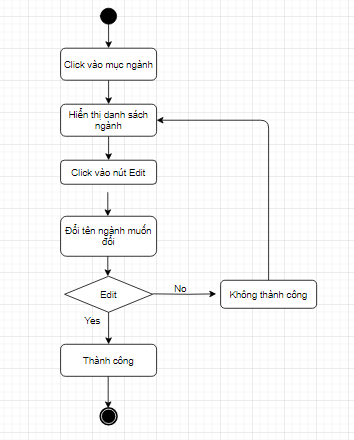 Click vào mục ngành
Hiển thị danh sách
ngành
Click vào nút Edit
Đổi tên ngành muốn
đổi
Edit
No
Không thành công
Yes
Thành công